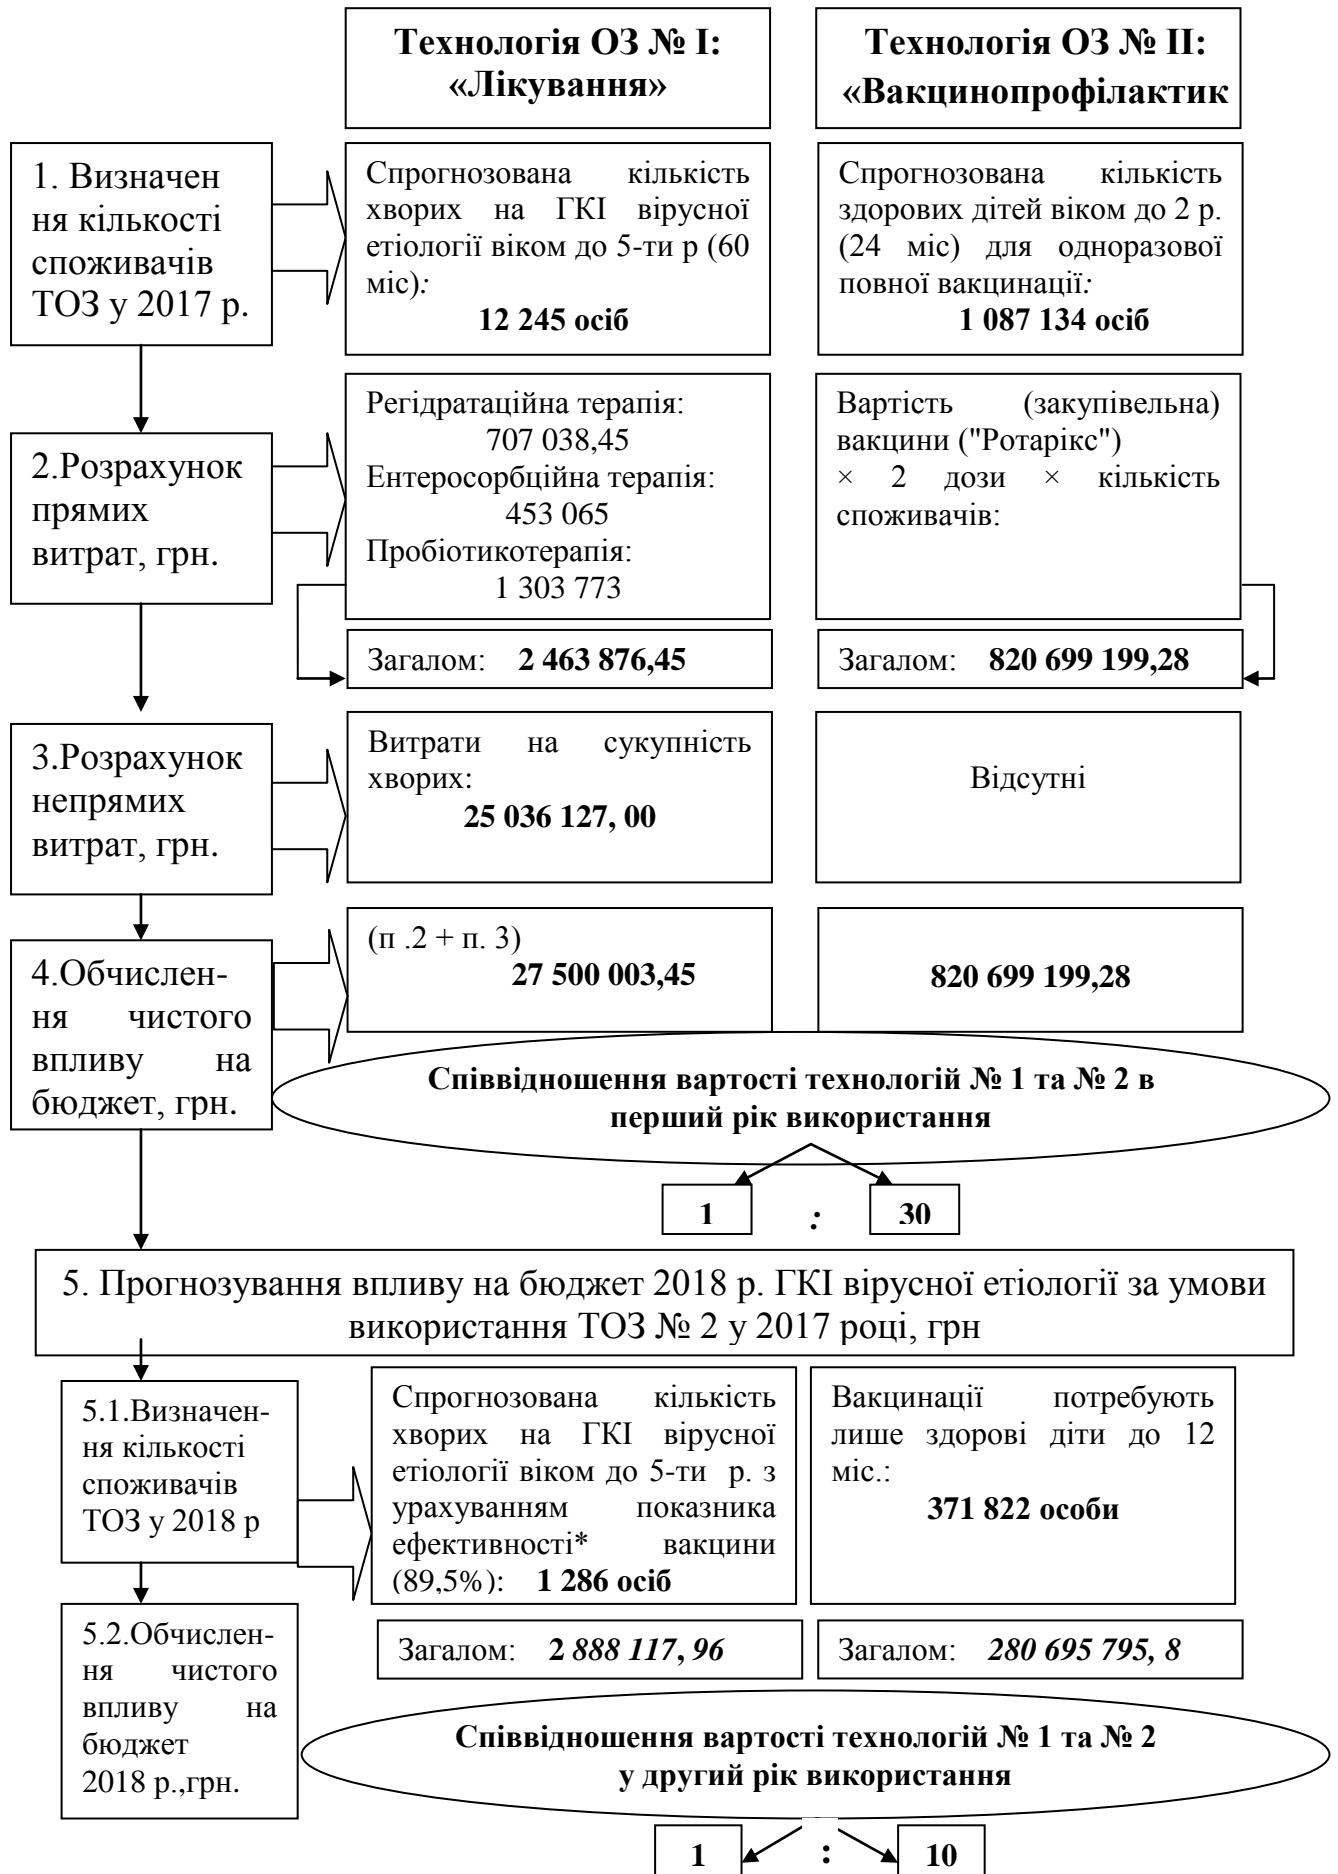 Технологія ОЗ № I:
«Лікування»
Технологія ОЗ № II:
«Вакцинопрофілактик
1. Визначен
ня кількості
споживачів
ТОЗ у 2017 р.
Спрогнозована кількість
хворих на ГКІ вірусної
етіології віком до 5-ти р (60
міс):
12 245 осіб
Спрогнозована кількість
здорових дітей віком до 2 р.
(24 міс) для одноразової
повної вакцинації:
1 087 134 осіб
2.Розрахунок
прямих
витрат, грн.
Регідратаційна терапія:
707 038,45
Ентеросорбційна терапія:
453 065
Пробіотикотерапія:
1 303 773
Вартість (закупівельна)
вакцини ("Ротарікс")
× 2 дози × кількість
споживачів:
Загалом: 2 463 876,45
Загалом: 820 699 199,28
3.Розрахунок
непрямих
витрат, грн.
Витрати на сукупність
хворих:
25 036 127, 00
Відсутні
4.Обчислен-
ня чистого
впливу на
бюджет, грн.
(п .2 + п. 3)
27 500 003,45
820 699 199,28
Співвідношення вартості технологій № 1 та № 2 в
перший рік використання
1 : 30
5. Прогнозування впливу на бюджет 2018 р. ГКІ вірусної етіології за умови
використання ТОЗ № 2 у 2017 році, грн
5.1.Визначен-
ня кількості
споживачів
ТОЗ у 2018 р
Спрогнозована кількість
хворих на ГКІ вірусної
етіології віком до 5-ти р. з
урахуванням показника
ефективності* вакцини
(89,5%): 1 286 осіб
Вакцинації потребують
лише здорові діти до 12
міс.:
371 822 особи
5.2.Обчислен-
ня чистого
впливу на
бюджет
2018 р.,грн.
Загалом: 2 888 117, 96
Загалом: 280 695 795, 8
Співвідношення вартості технологій № 1 та № 2
у другий рік використання
1 : 10